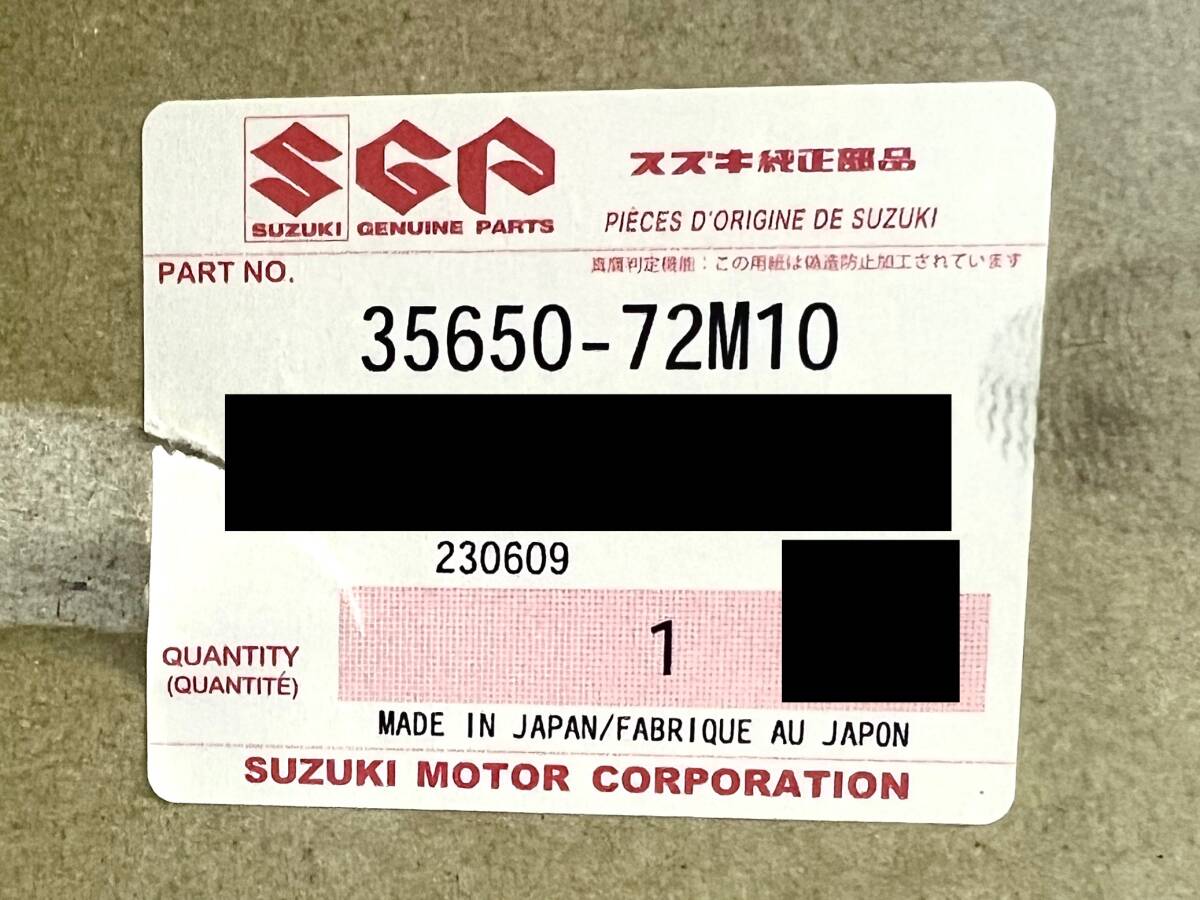 SGP
SUZUKI GENUINE PARTS
スズキ純正部品
PIÈCES D'ORIGINE DE SUZUKI
PART NO.
真贋判定機能：この用紙は偽造防止加工されています
35650-72M10
230609
QUANTITY
(QUANTITÉ)
1
MADE IN JAPAN/FABRIQUE AU JAPON
SUZUKI MOTOR CORPORATION